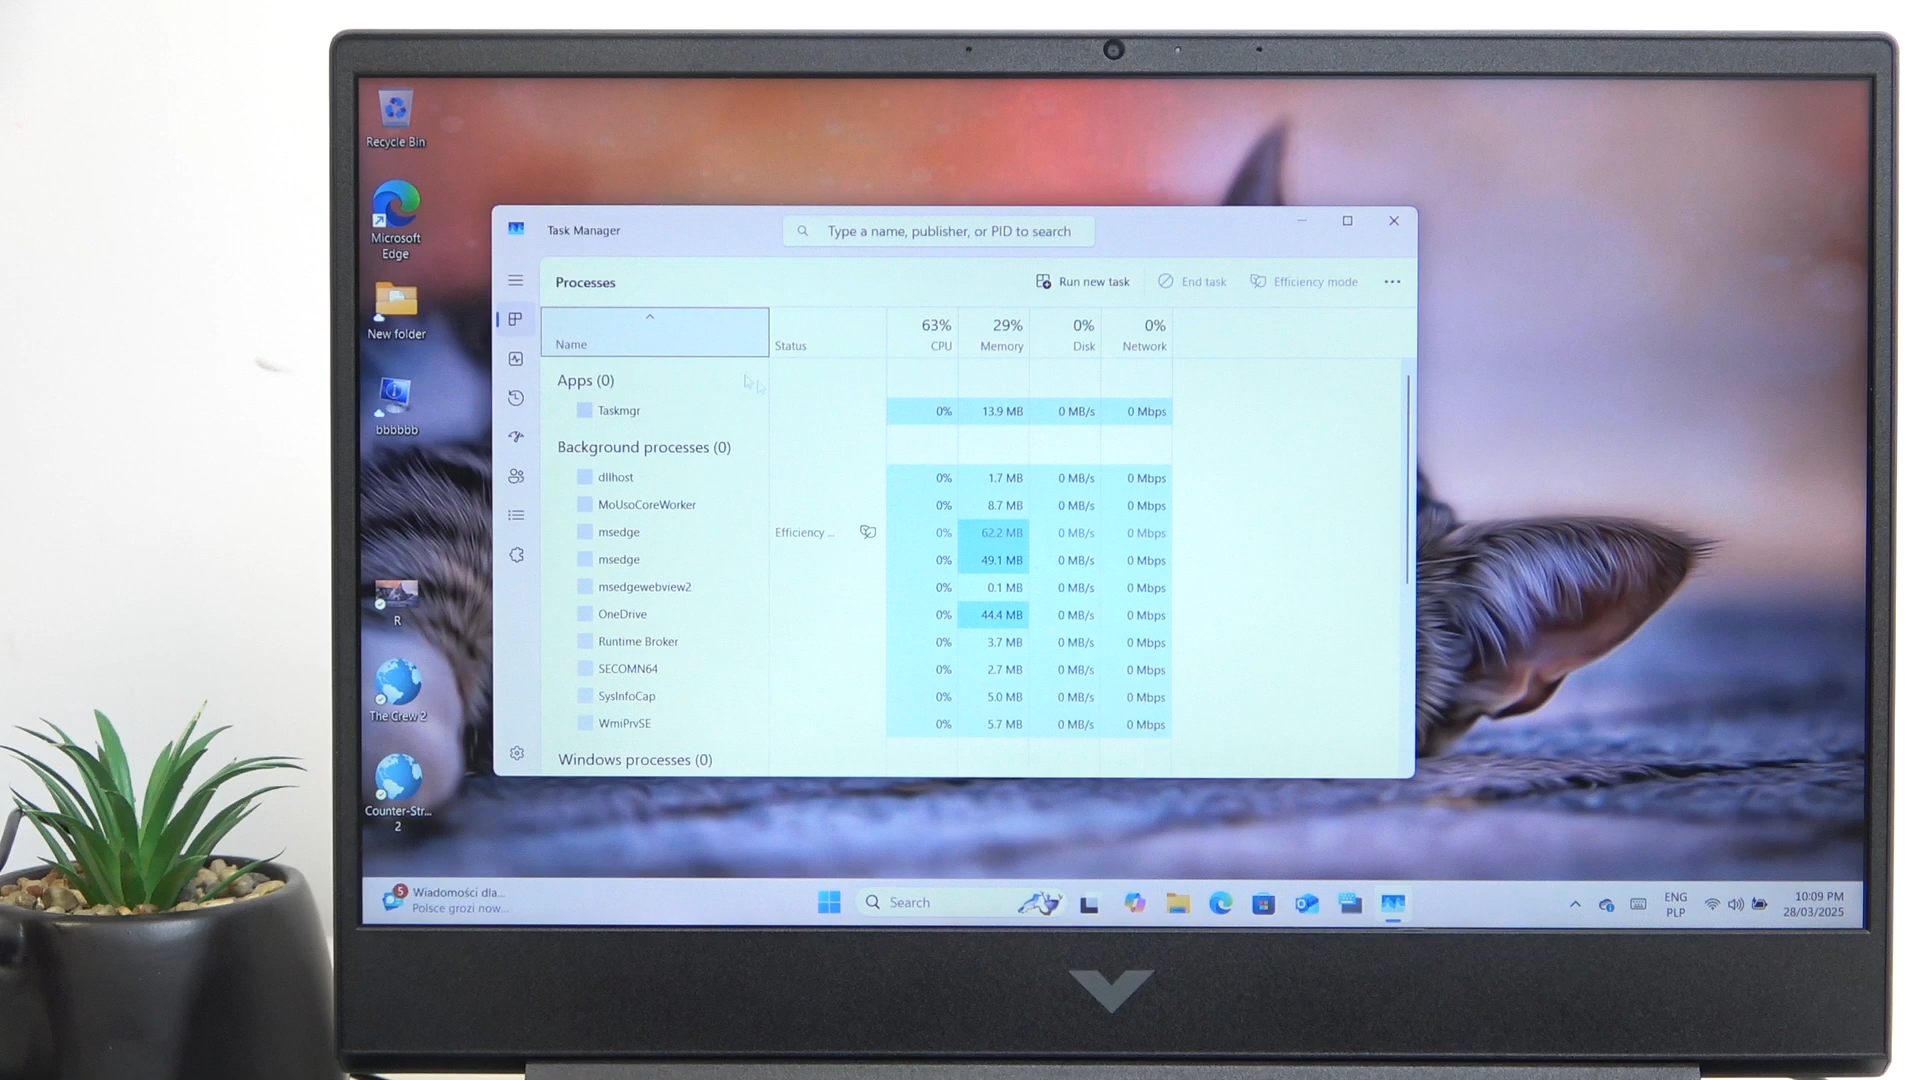 Recycle Bin
Microsoft
Edge
New folder
bbbbbb
R
The Crew 2
Counter-Str...
2
Task Manager
Type a name, publisher, or PID to search
Processes
Run new task
End task
Efficiency mode
Name
Status
63%
CPU
29%
Memory
0%
Disk
0%
Network
Apps (0)
Taskmgr 0% 13.9 MB 0 MB/s 0 Mbps
Background processes (0)
dllhost 0% 1.7 MB 0 MB/s 0 Mbps
MoUsoCoreWorker 0% 8.7 MB 0 MB/s 0 Mbps
msedge Efficiency ... 0% 62.2 MB 0 MB/s 0 Mbps
msedge 0% 49.1 MB 0 MB/s 0 Mbps
msedgewebview2 0% 0.1 MB 0 MB/s 0 Mbps
OneDrive 0% 44.4 MB 0 MB/s 0 Mbps
Runtime Broker 0% 3.7 MB 0 MB/s 0 Mbps
SECOMN64 0% 2.7 MB 0 MB/s 0 Mbps
SysInfoCap 0% 5.0 MB 0 MB/s 0 Mbps
WmiPrvSE 0% 5.7 MB 0 MB/s 0 Mbps
Windows processes (0)
5
Wiadomości dla...
Polsce grozi now...
Search
ENG
PLP
10:09 PM
28/03/2025